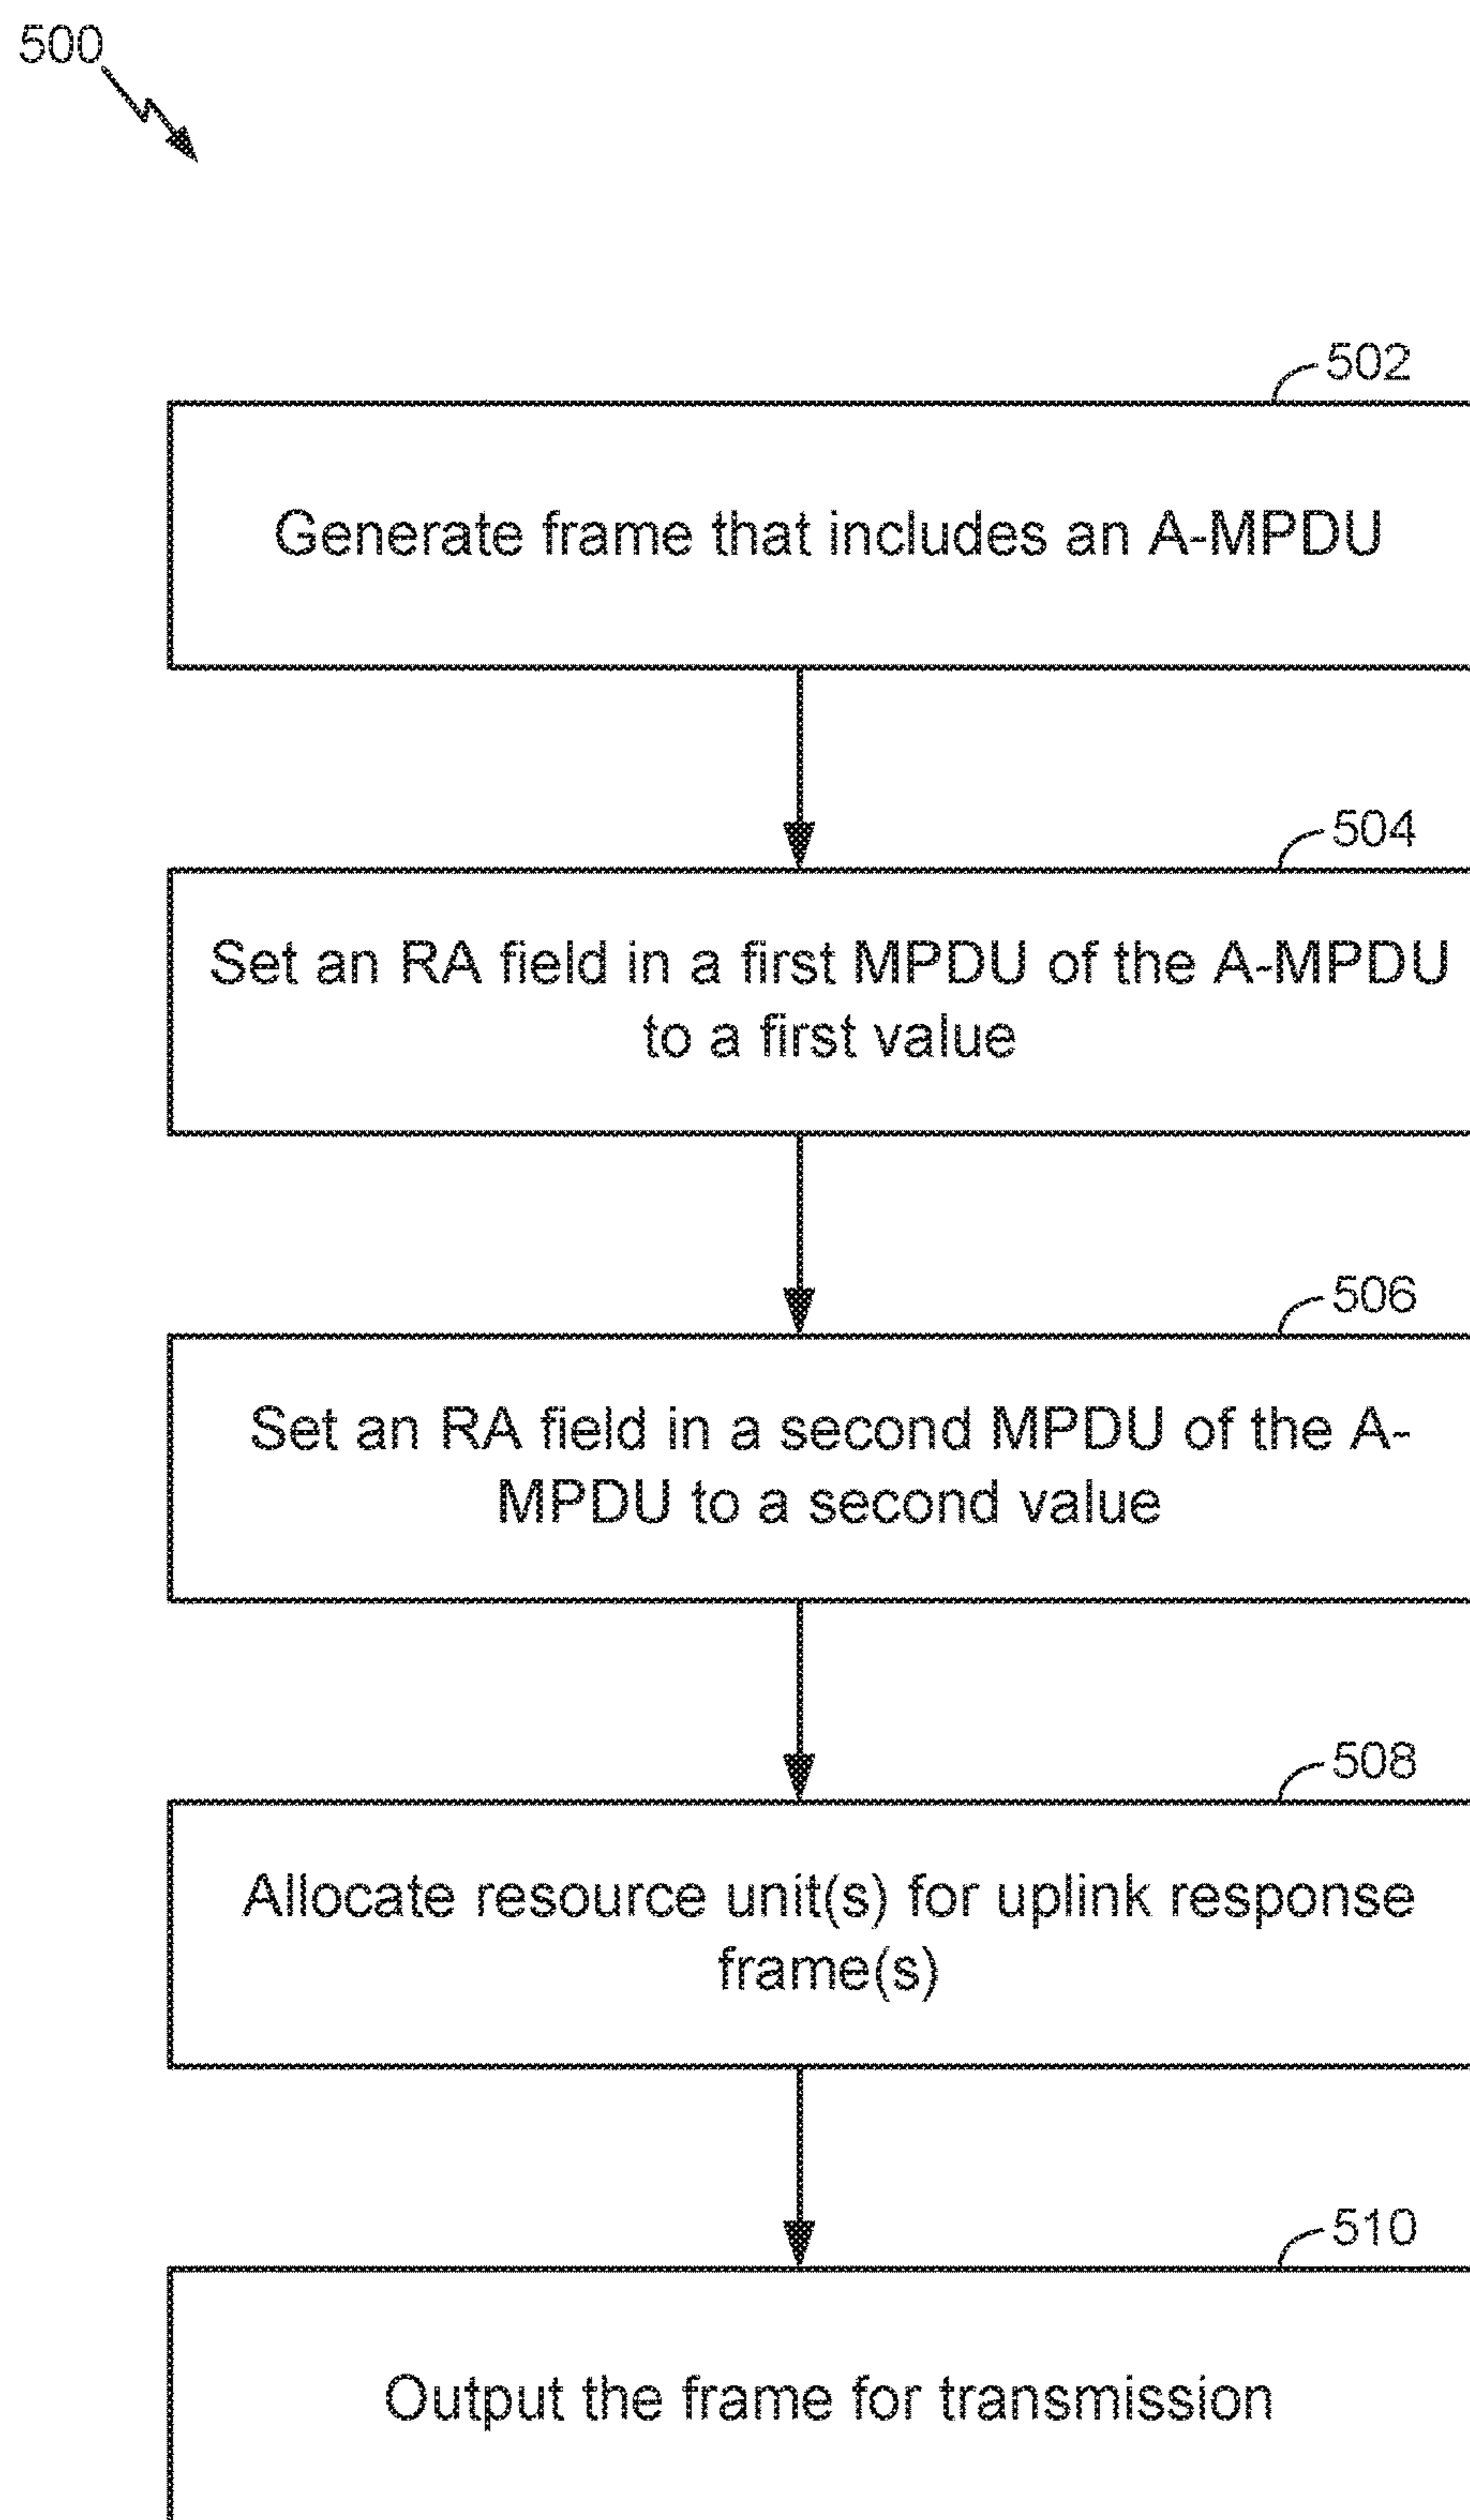 500
502
Generate frame that includes an A-MPDU
504
Set an RA field in a first MPDU of the A-MPDU
to a first value
506
Set an RA field in a second MPDU of the A-
MPDU to a second value
508
Allocate resource unit(s) for uplink response
frame(s)
510
Output the frame for transmission